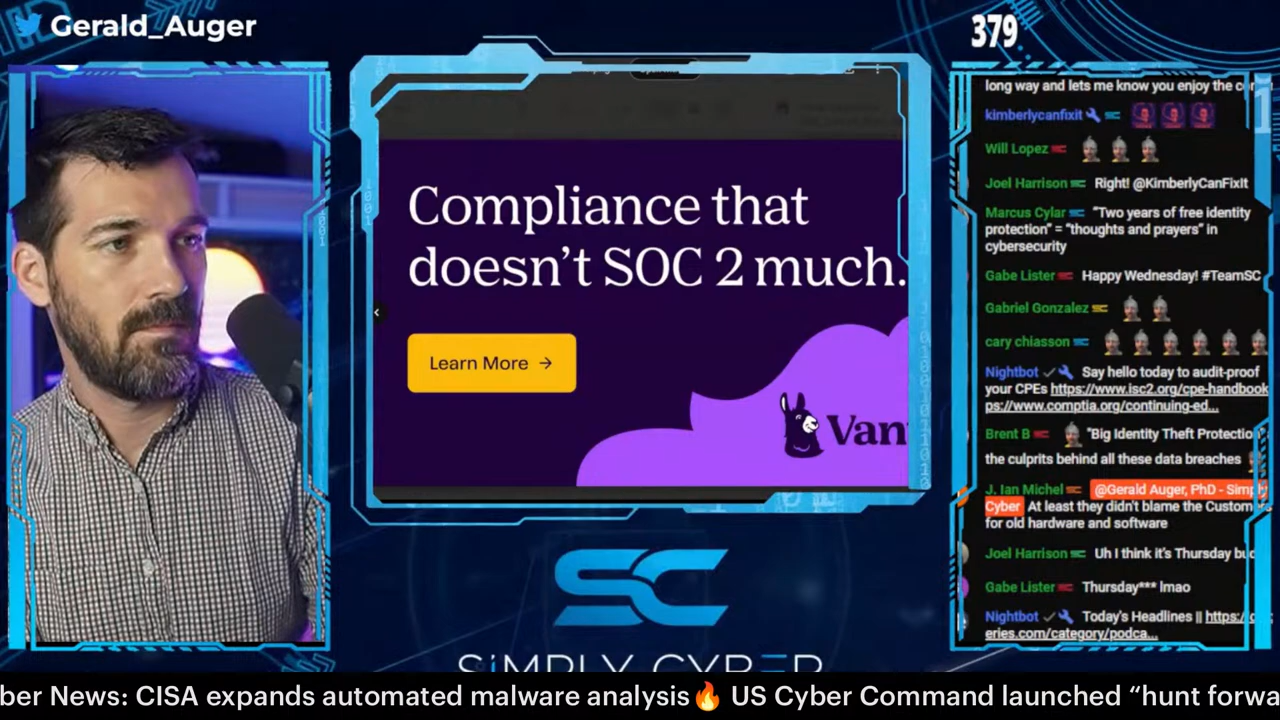 Gerald_Auger
379
Compliance that
doesn't SOC 2 much.
Learn More →
Van
SC
SIMPLY CYBER
long way and lets me know you enjoy the
kimberlycanfixit
Will Lopez
Joel Harrison Right! @KimberlyCanFixIt
Marcus Cylar "Two years of free identity
protection" = "thoughts and prayers" in
cybersecurity
Gabe Lister Happy Wednesday! #TeamSC
Gabriel Gonzalez
cary chiasson
Nightbot Say hello today to audit-proof
your CPEs https://www.isc2.org/cpe-handbook
ps://www.comptia.org/continuing-ed...
Brent B "Big Identity Theft Protectio
the culprits behind all these data breaches
J. Ian Michel @Gerald Auger, PhD - Simply
Cyber At least they didn't blame the Custom
for old hardware and software
Joel Harrison Uh I think it's Thursday bud
Gabe Lister Thursday*** lmao
Nightbot Today's Headlines || https:/
eries.com/category/podca...
ber News: CISA expands automated malware analysis🔥 US Cyber Command launched "hunt forwa